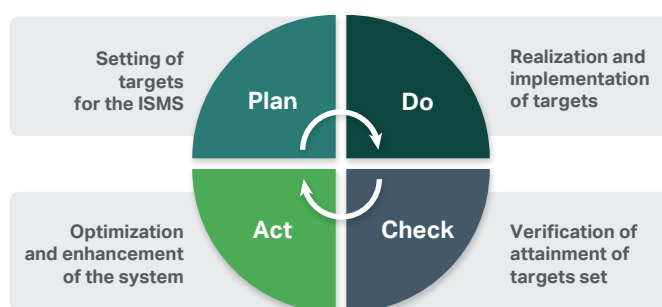 Setting of
targets
for the ISMS
Plan
Do
Realization and
implementation
of targets
Optimization
and enhancement
of the system
Act
Check
Verification of
attainment of
targets set